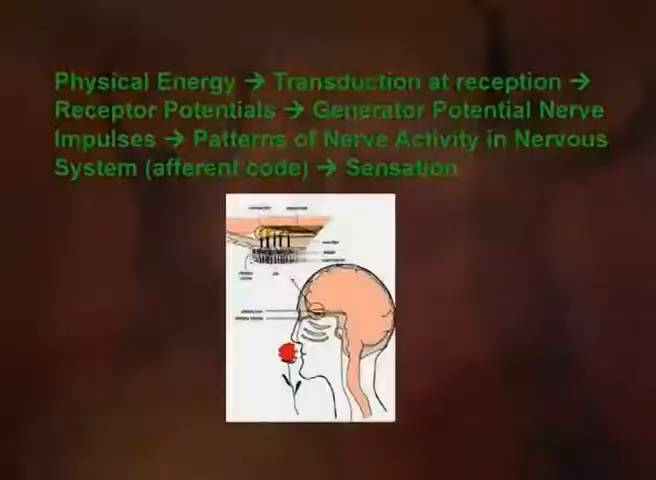 Physical Energy → Transduction at reception →
Receptor Potentials → Generator Potential Nerve
Impulses → Patterns of Nerve Activity in Nervous
System (afferent code) → Sensation